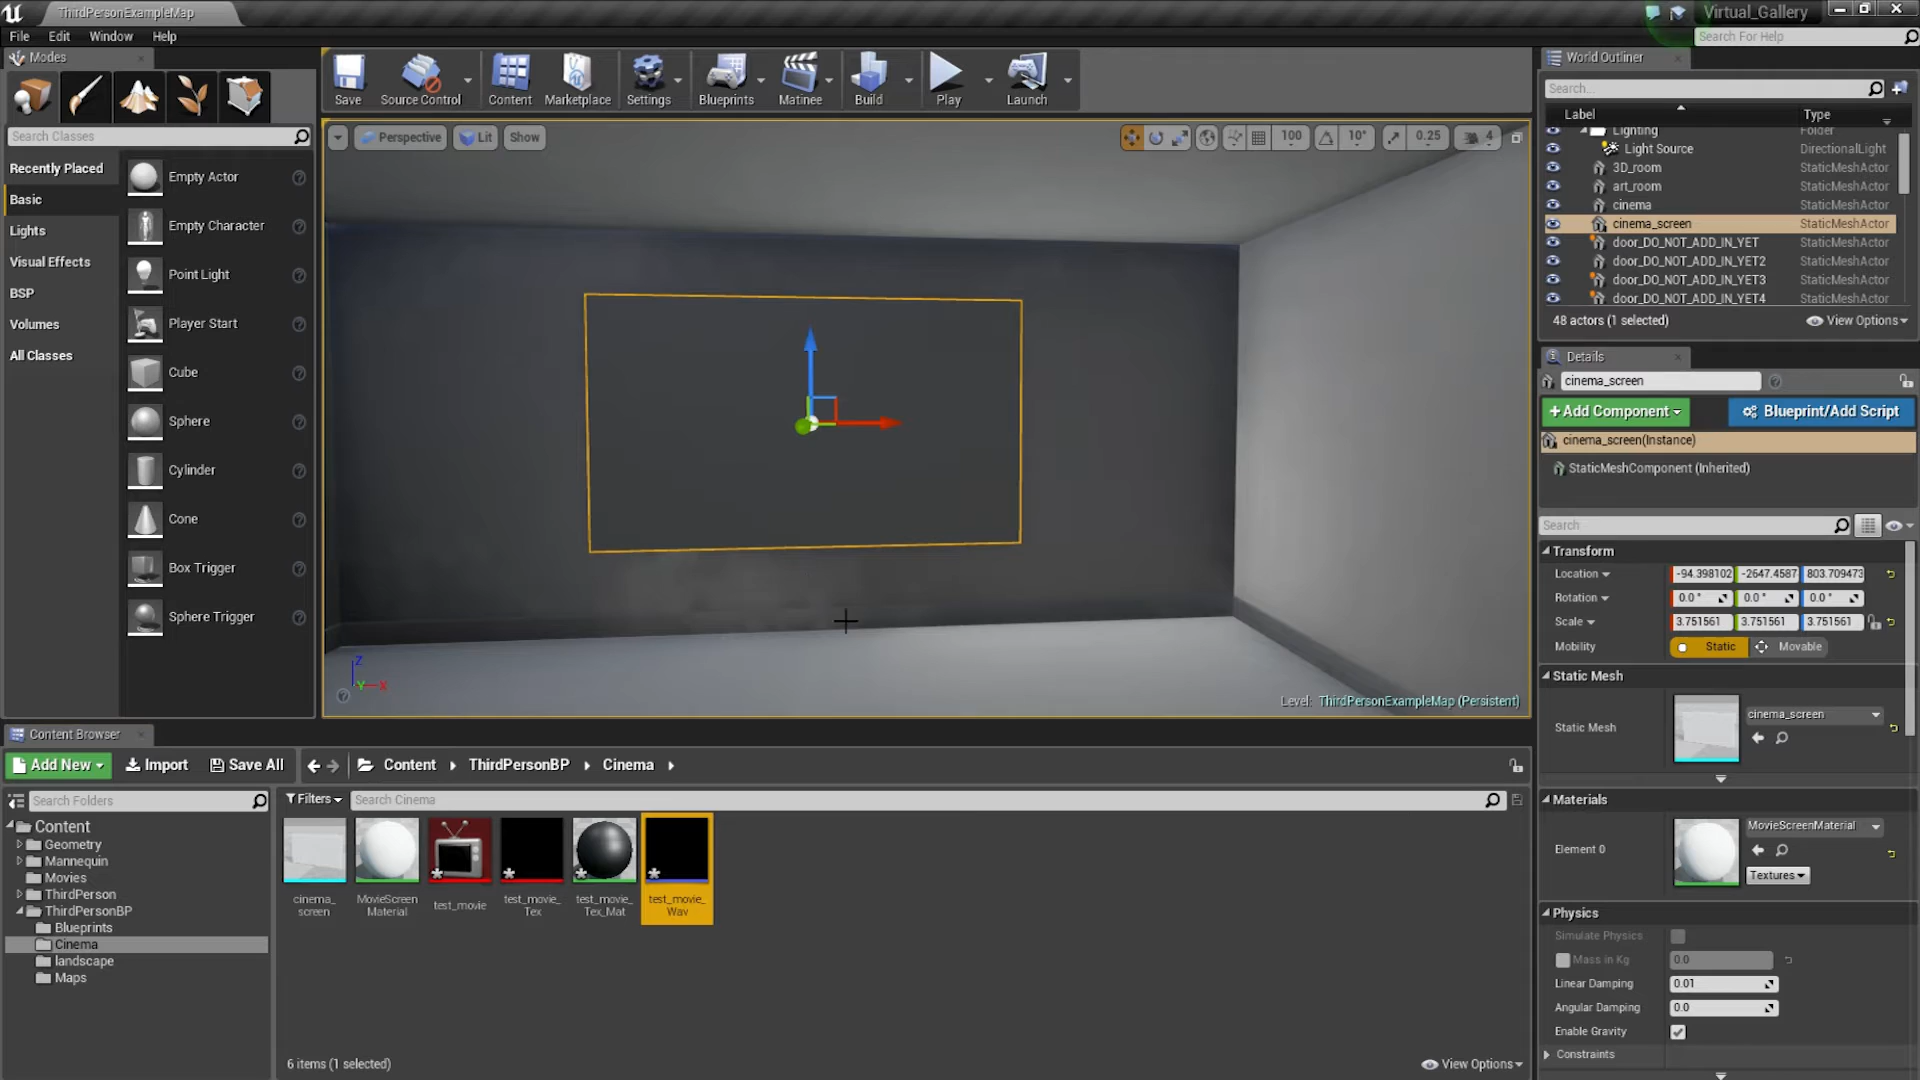 ThirdPersonExampleMap
Virtual_Gallery
File Edit Window Help
Search For Help
Modes
Search Classes
Recently Placed
Basic
Lights
Visual Effects
BSP
Volumes
All Classes
Empty Actor
Empty Character
Point Light
Player Start
Cube
Sphere
Cylinder
Cone
Box Trigger
Sphere Trigger
Save
Source Control
Content
Marketplace
Settings
Blueprints
Matinee
Build
Play
Launch
Perspective
Lit
Show
100
10°
0.25
4
Z
Y X
Level: ThirdPersonExampleMap (Persistent)
World Outliner
Search...
Label Type
Lighting Folder
Light Source DirectionalLight
3D_room StaticMeshActor
art_room StaticMeshActor
cinema StaticMeshActor
cinema_screen StaticMeshActor
door_DO_NOT_ADD_IN_YET StaticMeshActor
door_DO_NOT_ADD_IN_YET2 StaticMeshActor
door_DO_NOT_ADD_IN_YET3 StaticMeshActor
door_DO_NOT_ADD_IN_YET4 StaticMeshActor
48 actors (1 selected)
View Options
Details
cinema_screen
+Add Component
Blueprint/Add Script
cinema_screen(Instance)
StaticMeshComponent (Inherited)
Search
Transform
Location -94.398102 -2647.4587 803.709473
Rotation 0.0 ° 0.0 ° 0.0 °
Scale 3.751561 3.751561 3.751561
Mobility Static Movable
Static Mesh
Static Mesh
cinema_screen
Materials
Element 0
MovieScreenMaterial
Textures
Physics
Simulate Physics
Mass in Kg 0.0
Linear Damping 0.01
Angular Damping 0.0
Enable Gravity
Constraints
Content Browser
Add New
Import
Save All
Content
ThirdPersonBP
Cinema
Search Folders
Filters
Search Cinema
Content
Geometry
Mannequin
Movies
ThirdPerson
ThirdPersonBP
Blueprints
Cinema
landscape
Maps
cinema_
screen
MovieScreen
Material
test_movie
test_movie_
Tex
test_movie_
Tex_Mat
test_movie_
Wav
6 items (1 selected)
View Options